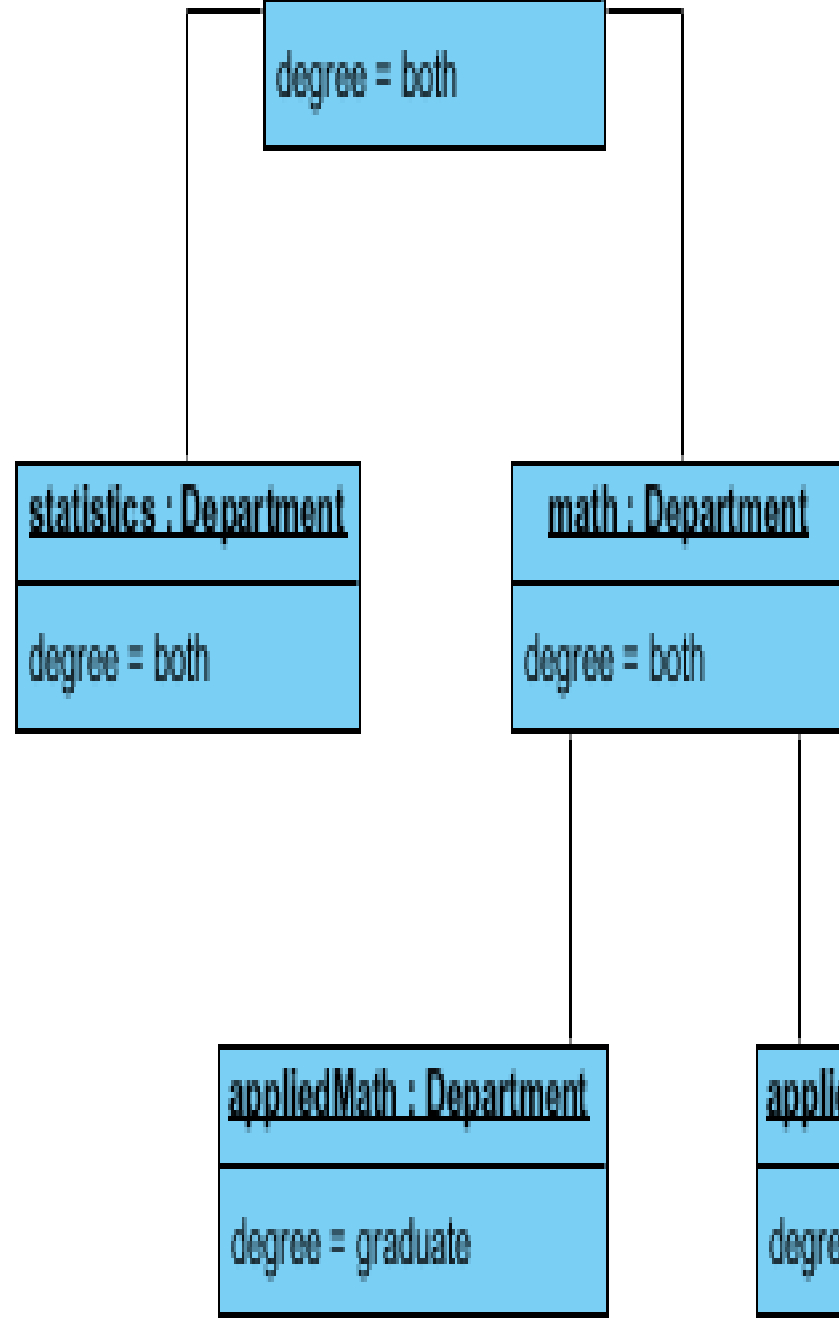 degree = both
statistics : Department
degree = both
math : Department
degree = both
appliedMath : Department
degree = graduate